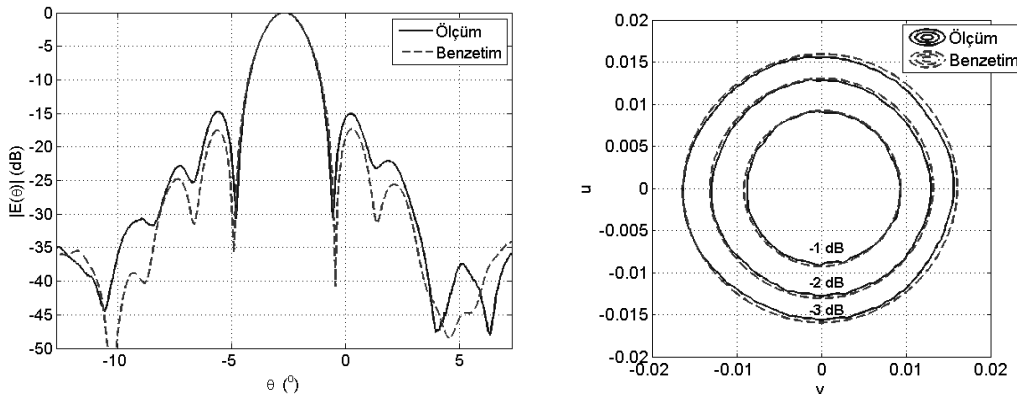 0
-5
-10
-15
-20
-25
-30
-35
-40
-45
-50
|E(θ)| (dB)
-10
-5
0
5
θ (⁰)
Ölçüm
Benzetim
0.02
0.015
0.01
0.005
0
-0.005
-0.01
-0.015
-0.02
u
-0.02
-0.01
0
0.01
0.02
v
Ölçüm
Benzetim
-1 dB
-2 dB
-3 dB